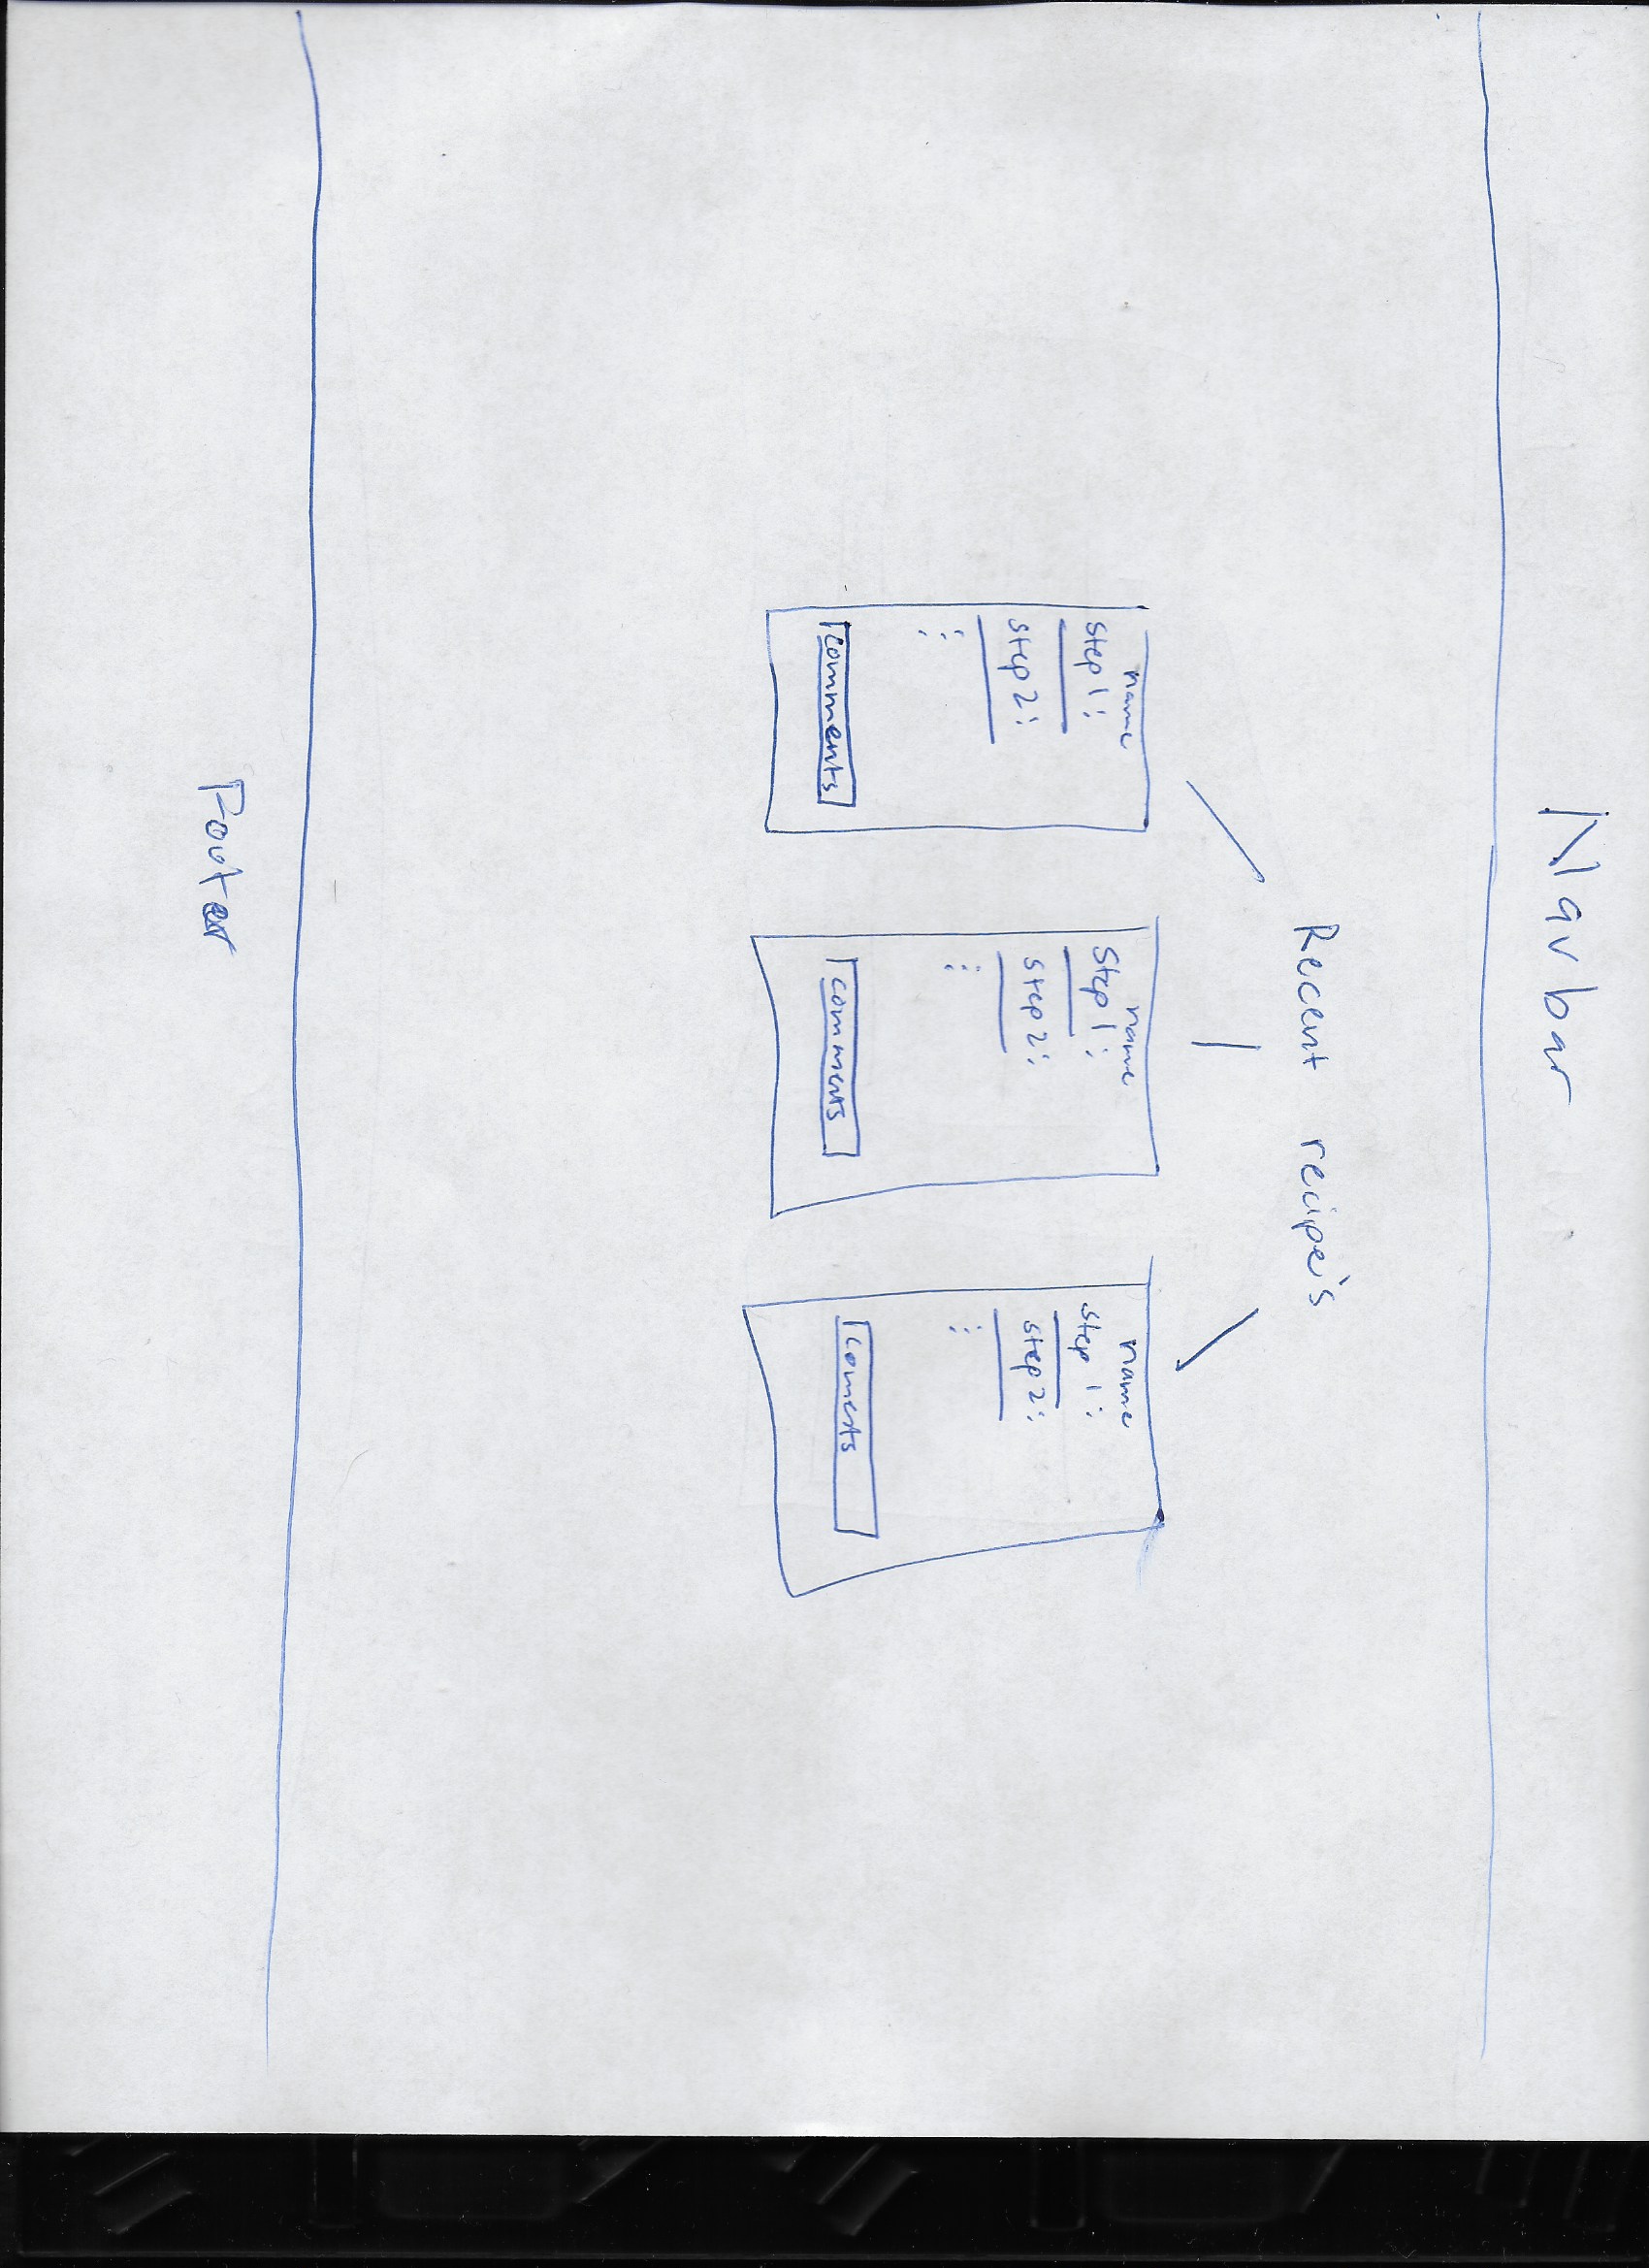 Navbar
Recent recipe's
name
Step 1:
step 2:
comments
name
Step 1:
step 2:
comments
name
step 1:
step 2:
coments
Footer